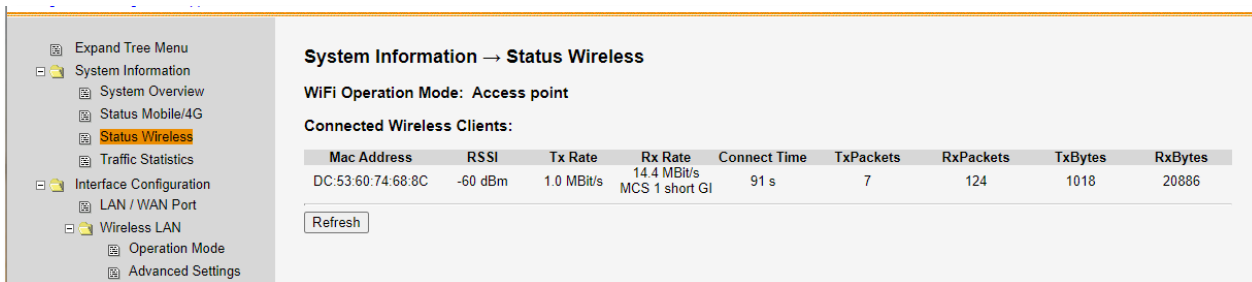 Expand Tree Menu
System Information
System Overview
Status Mobile/4G
Status Wireless
Traffic Statistics
Interface Configuration
LAN / WAN Port
Wireless LAN
Operation Mode
Advanced Settings
System Information → Status Wireless
WiFi Operation Mode: Access point
Connected Wireless Clients:
Mac Address RSSI Tx Rate Rx Rate Connect Time TxPackets RxPackets TxBytes RxBytes
DC:53:60:74:68:8C -60 dBm 1.0 MBit/s 14.4 MBit/s MCS 1 short GI 91 s 7 124 1018 20886
Refresh